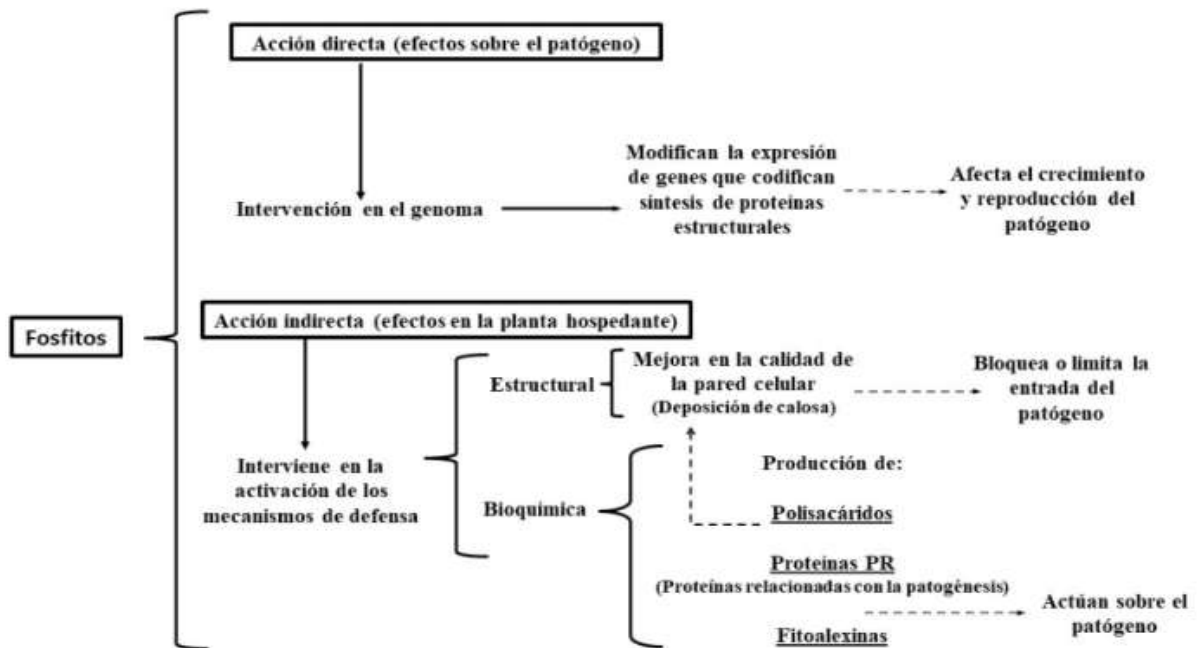 Acción directa (efectos sobre el patógeno)
Modifican la expresión
de genes que codifican
síntesis de proteínas
estructurales
Afecta el crecimiento
y reproducción del
patógeno
Intervención en el genoma
Fosfitos
Acción indirecta (efectos en la planta hospedante)
Estructural
Mejora en la calidad de
la pared celular
(Deposición de calosa)
Bloquea o limita la
entrada del
patógeno
Interviene en la
activación de los
mecanismos de defensa
Bioquímica
Producción de:
Polisacáridos
Proteínas PR
(Proteínas relacionadas con la patogénesis)
Fitoalexinas
Actúan sobre el
patógeno